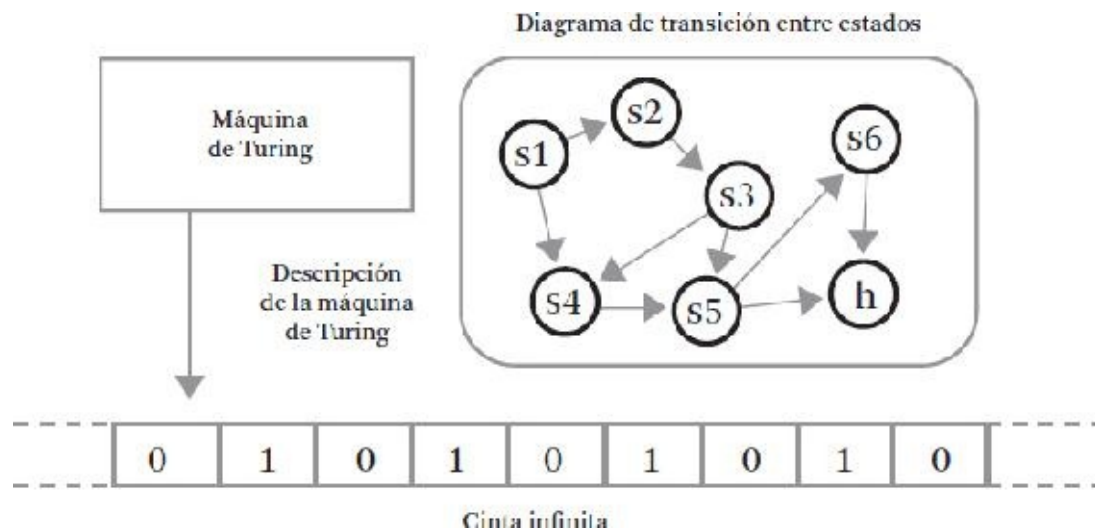 Diagrama de transición entre estados
Máquina
de Turing
s1
s2
s3
s4
s5
s6
h
Descripción
de la máquina
de Turing
0 1 0 1 0 1 0 1 0
Cinta infinita